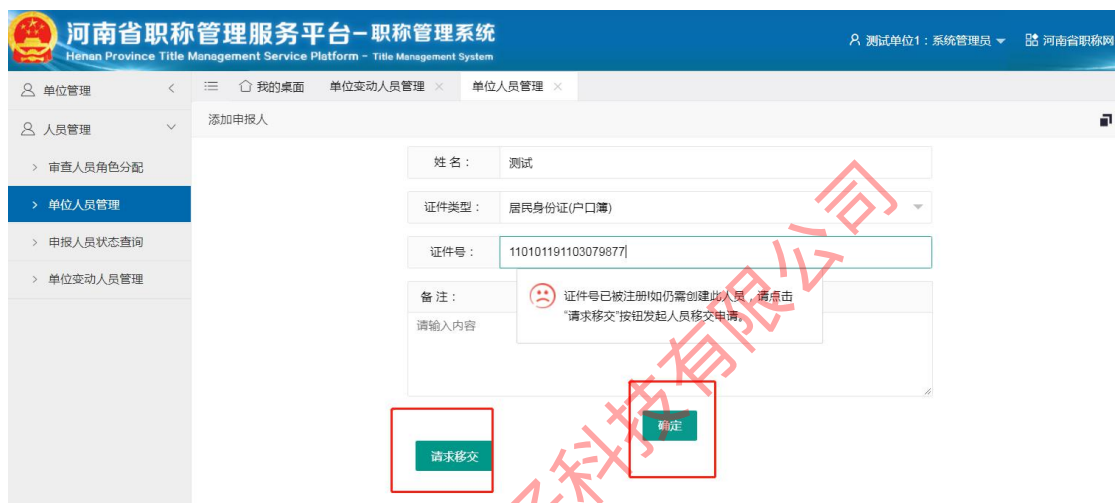 河南省职称管理服务平台-职称管理系统
Henan Province Title Management Service Platform - Title Management System
测试单位1：系统管理员
河南省职称网
单位管理
我的桌面
单位变动人员管理
单位人员管理
人员管理
添加申报人
审查人员角色分配
单位人员管理
申报人员状态查询
单位变动人员管理
姓名：
测试
证件类型：
居民身份证(户口簿)
证件号：
110101191103079877
备注：
证件号已被注册!如仍需创建此人员，请点击
"请求移交"按钮发起人员移交申请。
请输入内容
确定
请求移交
科技有限公司